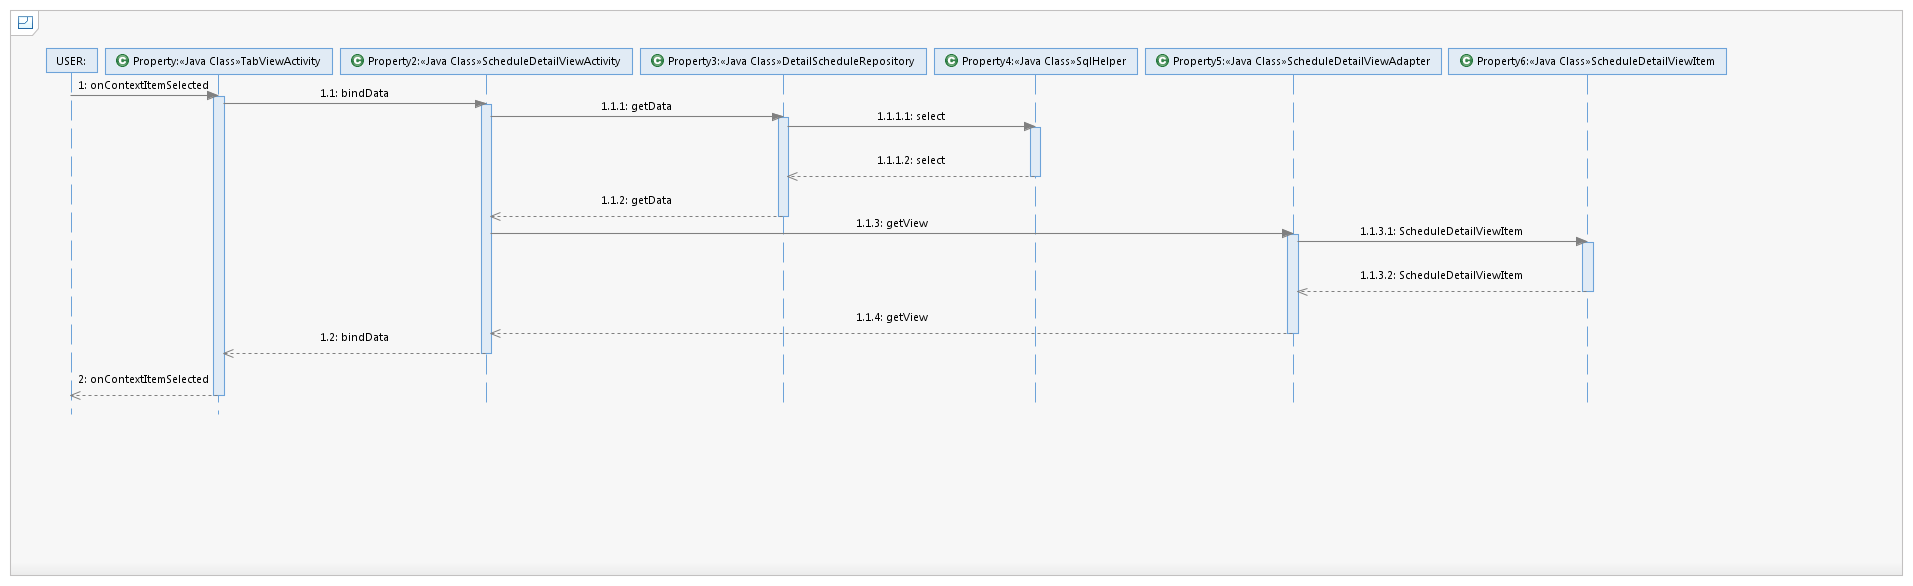 USER:
Property:«Java Class»TabViewActivity
Property2:«Java Class»ScheduleDetailViewActivity
Property3:«Java Class»DetailScheduleRepository
Property4:«Java Class»SqlHelper
Property5:«Java Class»ScheduleDetailViewAdapter
Property6:«Java Class»ScheduleDetailViewItem
1: onContextItemSelected
1.1: bindData
1.1.1: getData
1.1.1.1: select
1.1.1.2: select
1.1.2: getData
1.1.3: getView
1.1.3.1: ScheduleDetailViewItem
1.1.3.2: ScheduleDetailViewItem
1.1.4: getView
1.2: bindData
2: onContextItemSelected